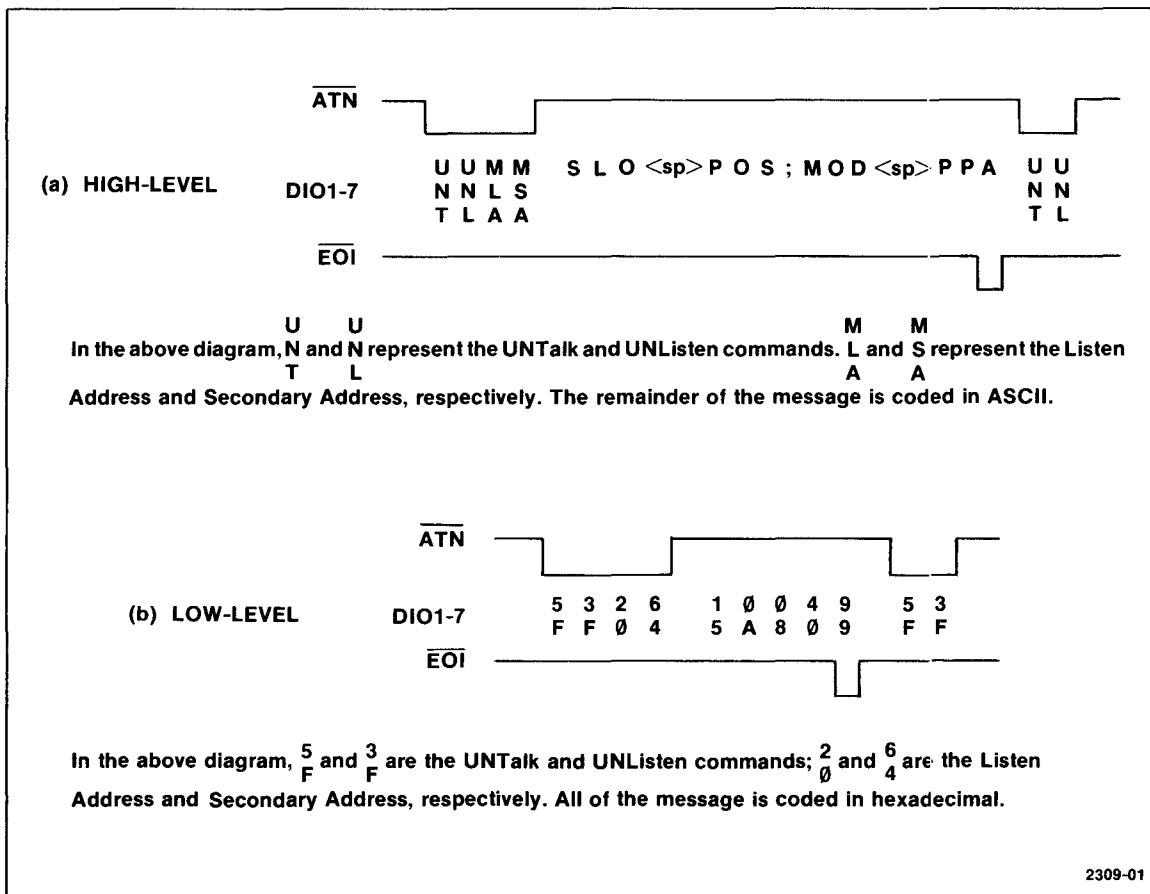 ATN
(a) HIGH-LEVEL DIO1-7
U U M M
N N L S
T L A A
S L O <sp> P O S ; M O D <sp> P P A
U U
N N
T L
EOI
U U M M
In the above diagram, N and N represent the UNTalk and UNListen commands. L and S represent the Listen
T L A A
Address and Secondary Address, respectively. The remainder of the message is coded in ASCII.
ATN
(b) LOW-LEVEL DIO1-7
5 3 2 6 1 Ø Ø 4 9 5 3
F F Ø 4 5 A 8 Ø 9 F F
EOI
5 3 2 6
In the above diagram, and are the UNTalk and UNListen commands; and are the Listen
F F Ø 4
Address and Secondary Address, respectively. All of the message is coded in hexadecimal.
2309-01